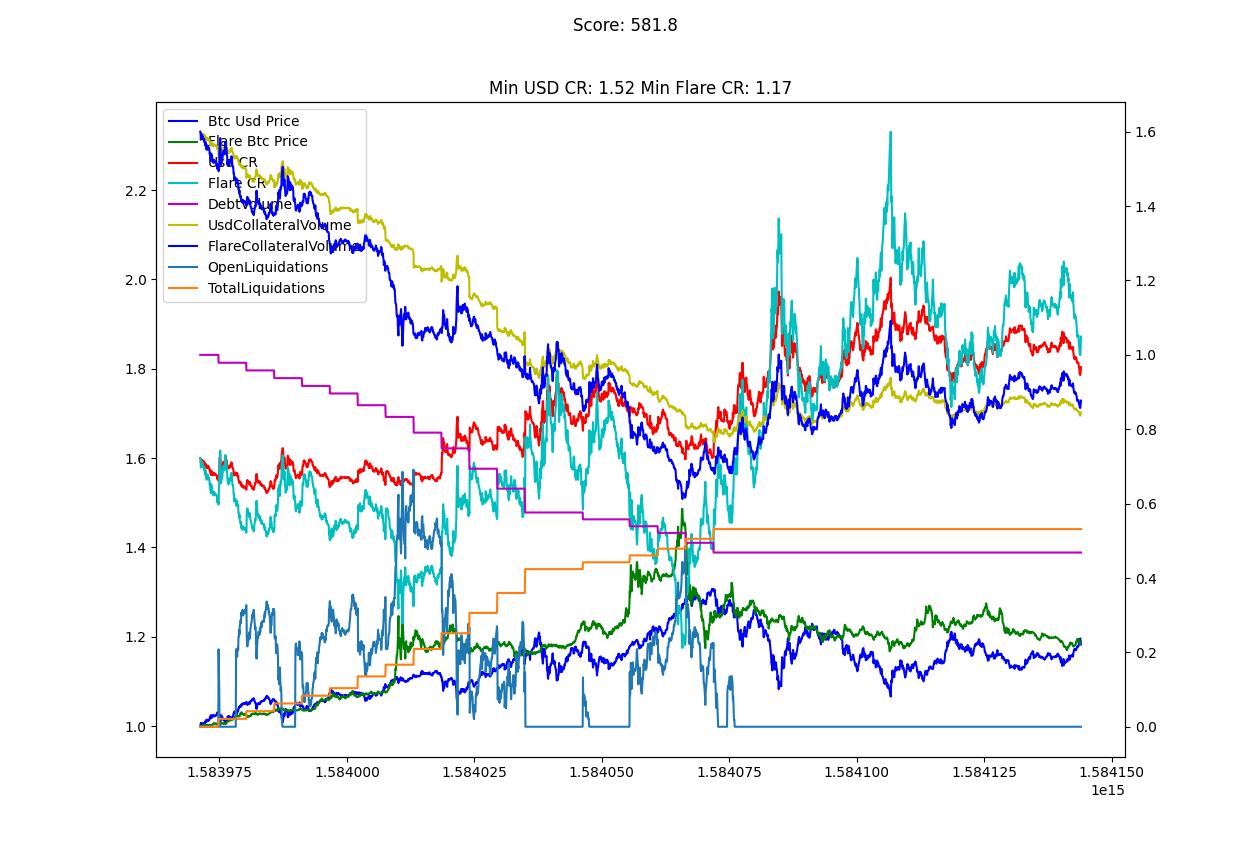 Score: 581.8
Min USD CR: 1.52 Min Flare CR: 1.17
Btc Usd Price
Flare Btc Price
Usd CR
Flare CR
DebtVolume
UsdCollateralVolume
FlareCollateralVolume
OpenLiquidations
TotalLiquidations
2.2
2.0
1.8
1.6
1.4
1.2
1.0
1.6
1.4
1.2
1.0
0.8
0.6
0.4
0.2
0.0
1.583975 1.584000 1.584025 1.584050 1.584075 1.584100 1.584125 1.584150
1e15